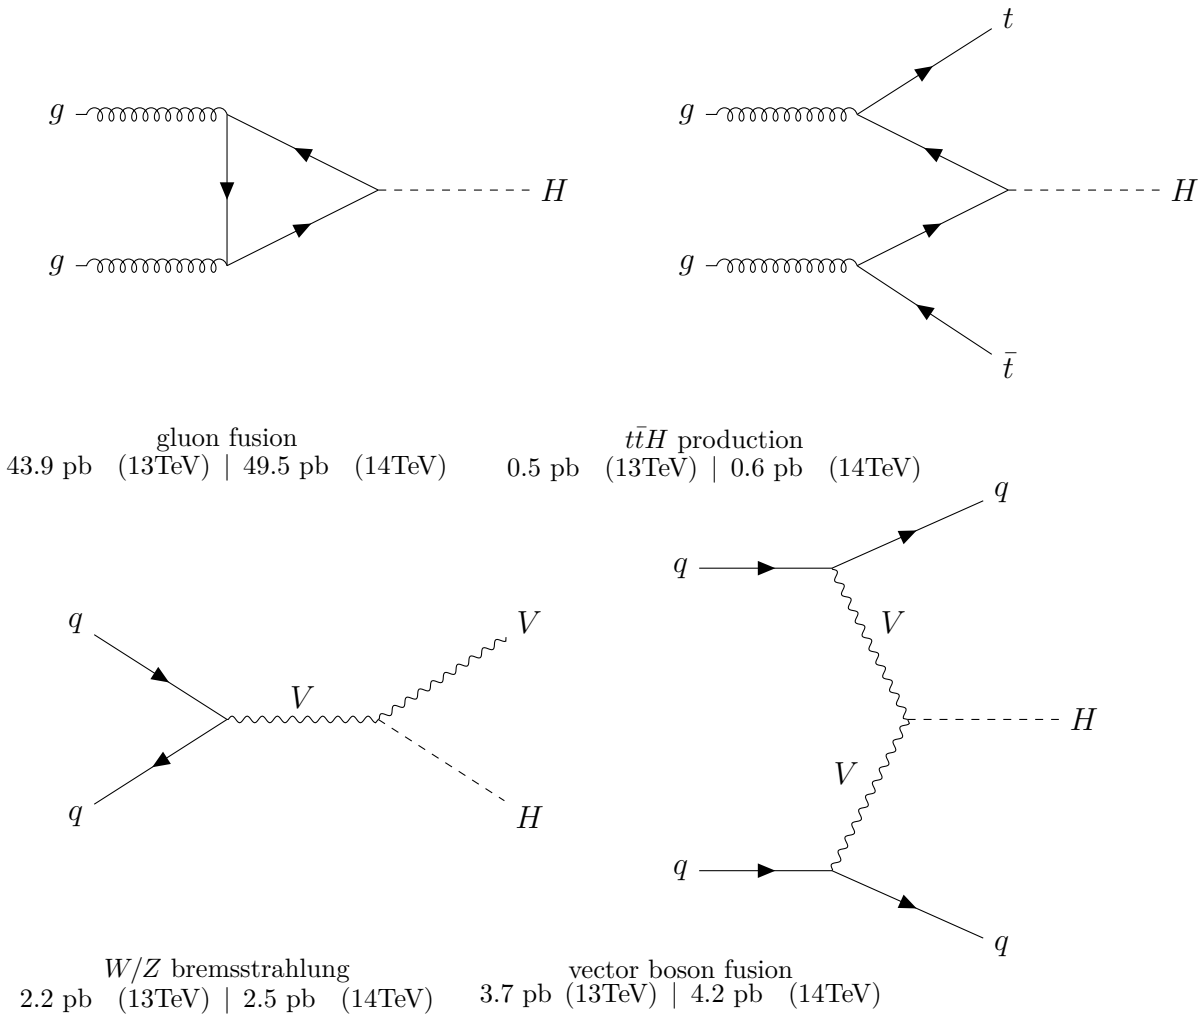 g
g
H
gluon fusion
43.9 pb (13TeV) | 49.5 pb (14TeV)
t
g
g
H
t̄
tt̄H production
0.5 pb (13TeV) | 0.6 pb (14TeV)
q
q
V
V
H
W/Z bremsstrahlung
2.2 pb (13TeV) | 2.5 pb (14TeV)
q
q
V
H
V
q
q
vector boson fusion
3.7 pb (13TeV) | 4.2 pb (14TeV)